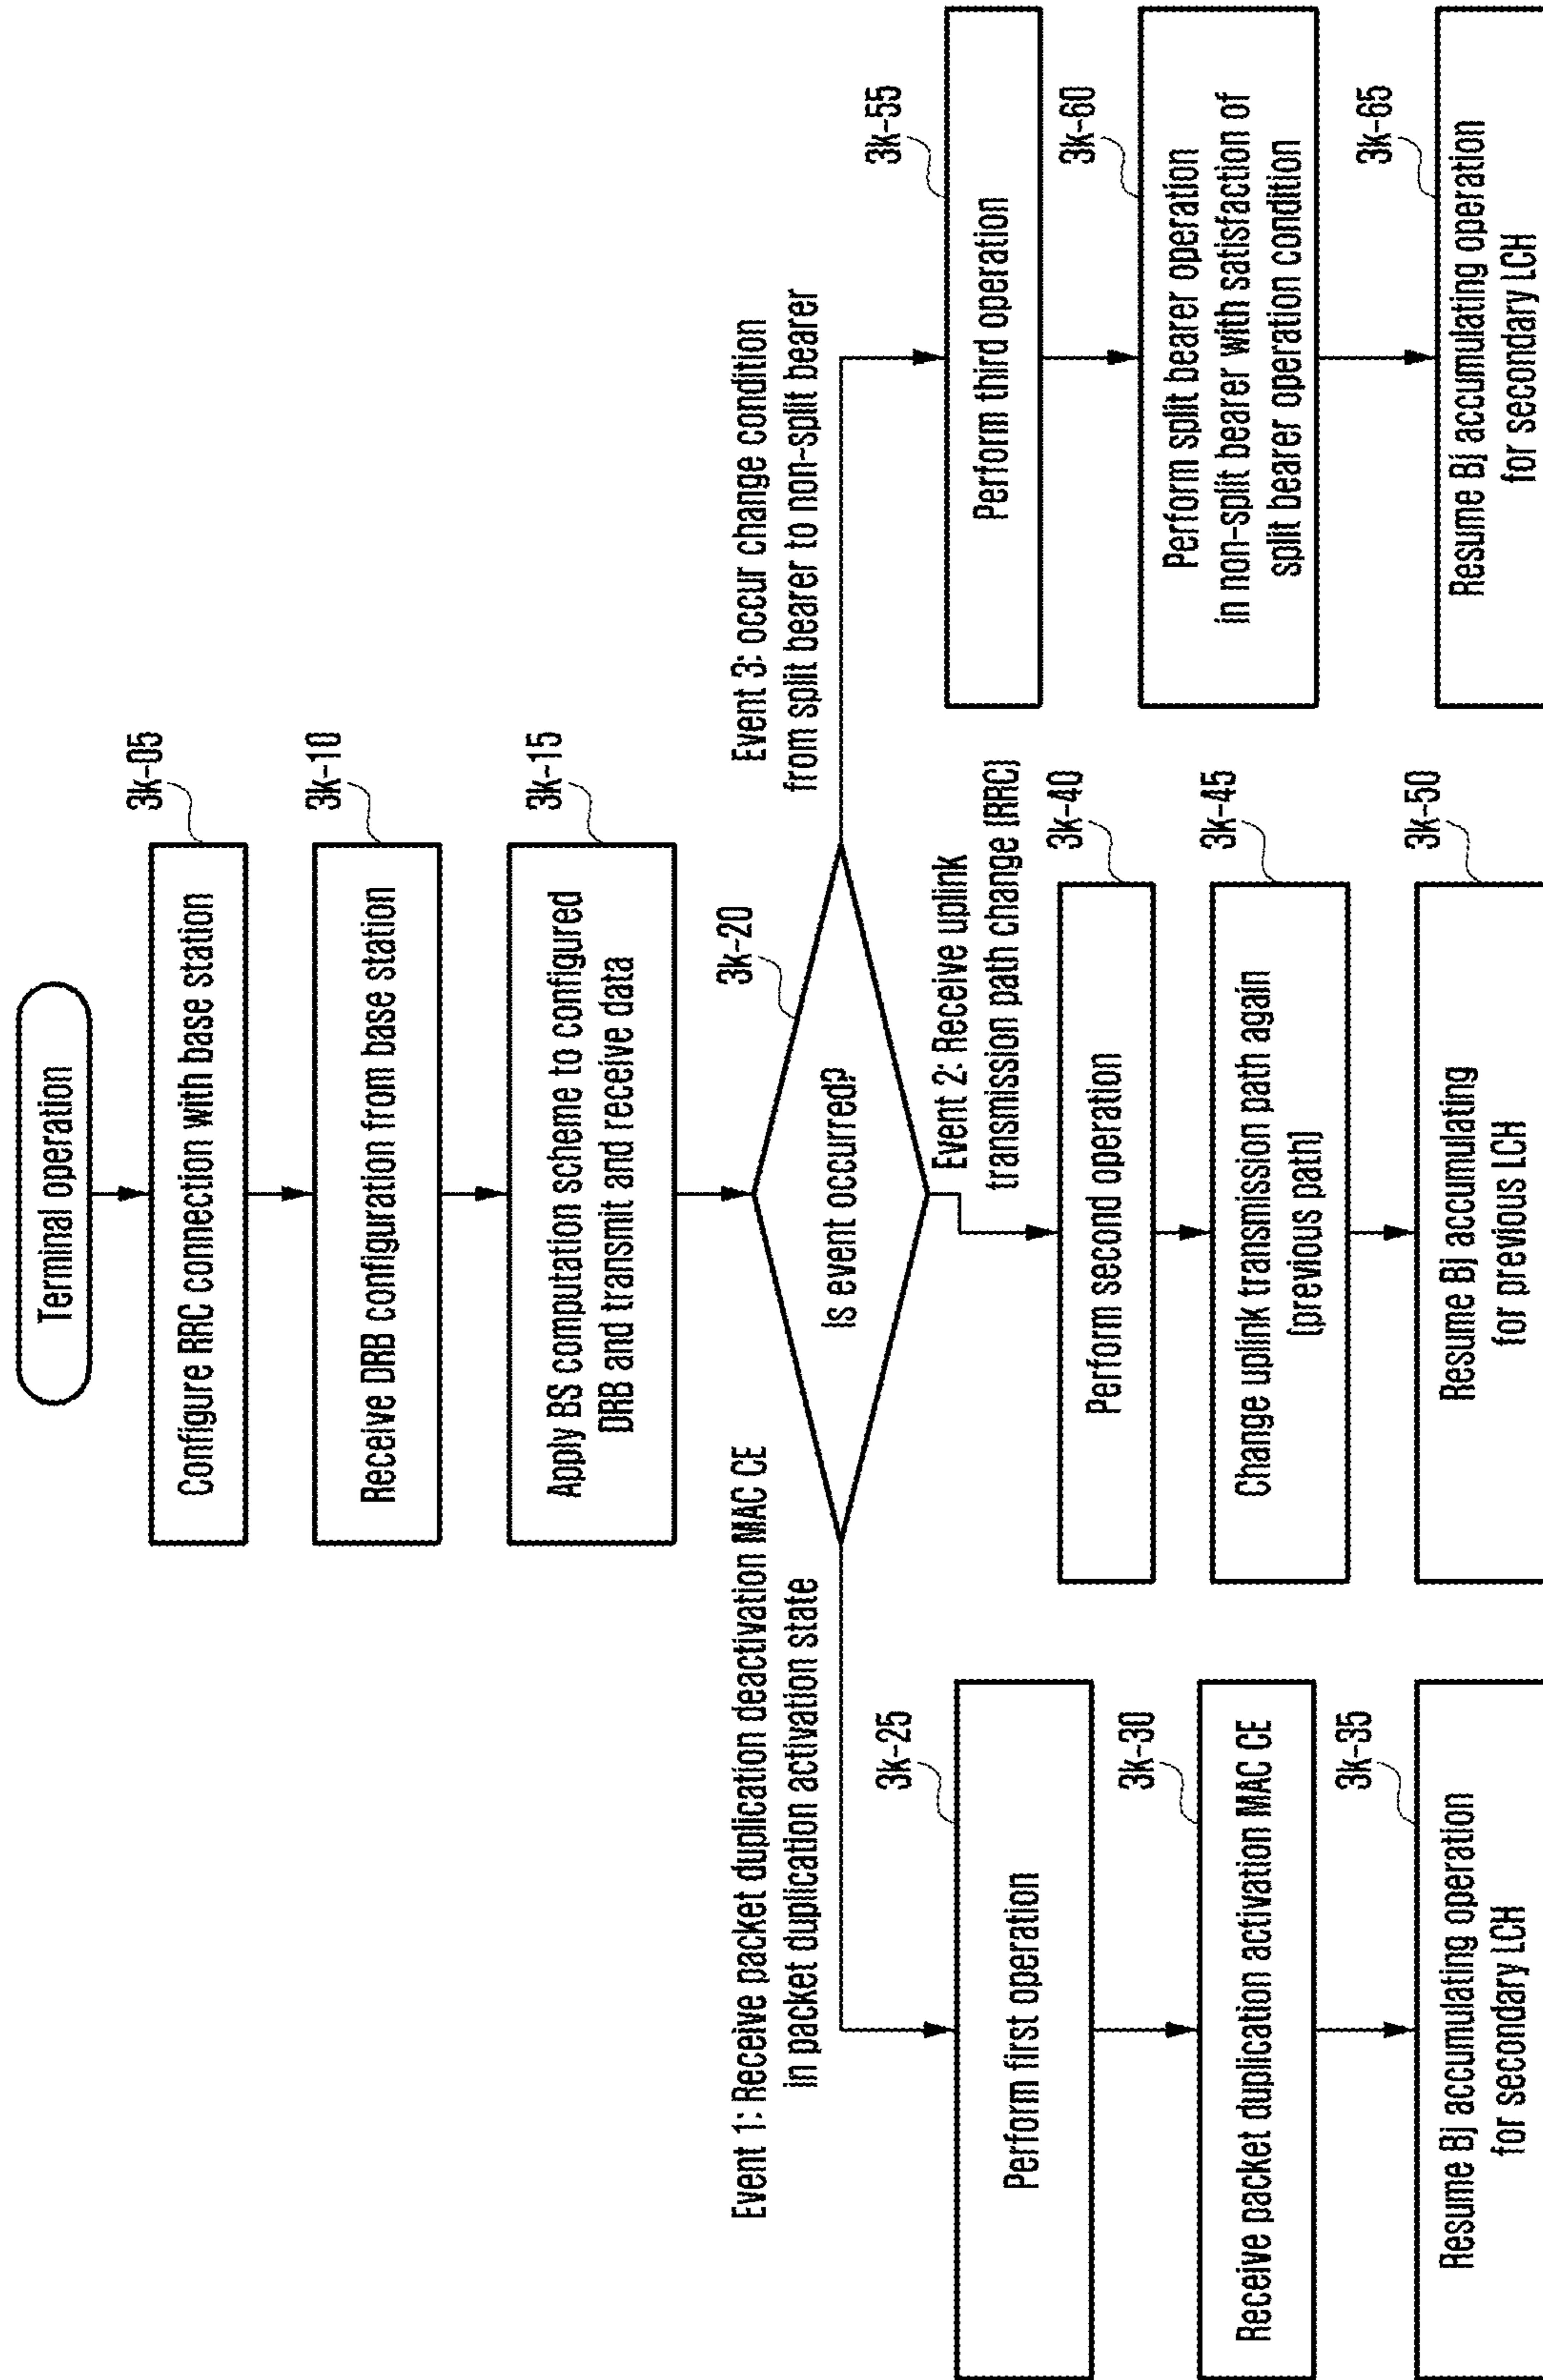 Terminal operation
3k-05
Configure RRC connection with base station
3k-10
Receive DRB configuration from base station
3k-15
Apply BS computation scheme to configured
DRB and transmit and receive data
3k-20
Is event occurred?
Event 1: Receive packet duplication deactivation MAC CE
in packet duplication activation state
3k-25
Perform first operation
3k-30
Receive packet duplication activation MAC CE
3k-35
Resume Bj accumulating operation
for secondary LCH
Event 2: Receive uplink
transmission path change (RRC)
3k-40
Perform second operation
3k-45
Change uplink transmission path again
(previous path)
3k-50
Resume Bj accumulating
for previous LCH
Event 3: occur change condition
from split bearer to non-split bearer
3k-55
Perform third operation
3k-60
Perform split bearer operation
in non-split bearer with satisfaction of
split bearer operation condition
3k-65
Resume Bj accumulating operation
for secondary LCH